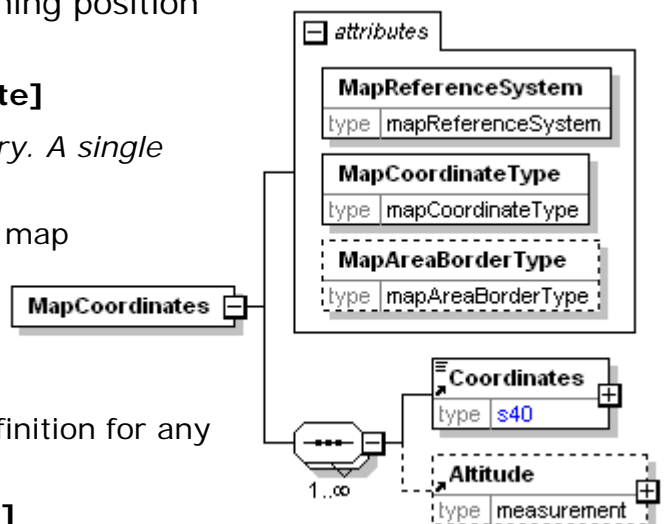 ning position
te]
ry. A single
map
finition for any
]
attributes
MapReferenceSystem
type mapReferenceSystem
MapCoordinateType
type mapCoordinateType
MapAreaBorderType
type mapAreaBorderType
MapCoordinates
Coordinates
type s40
1..∞
Altitude
type measurement